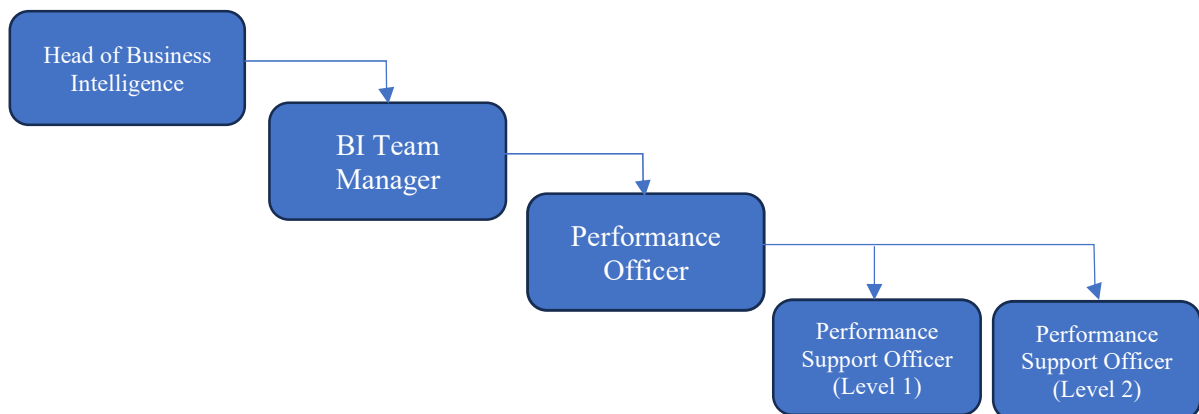 Head of Business
Intelligence
BI Team
Manager
Performance
Officer
Performance
Support Officer
(Level 1)
Performance
Support Officer
(Level 2)